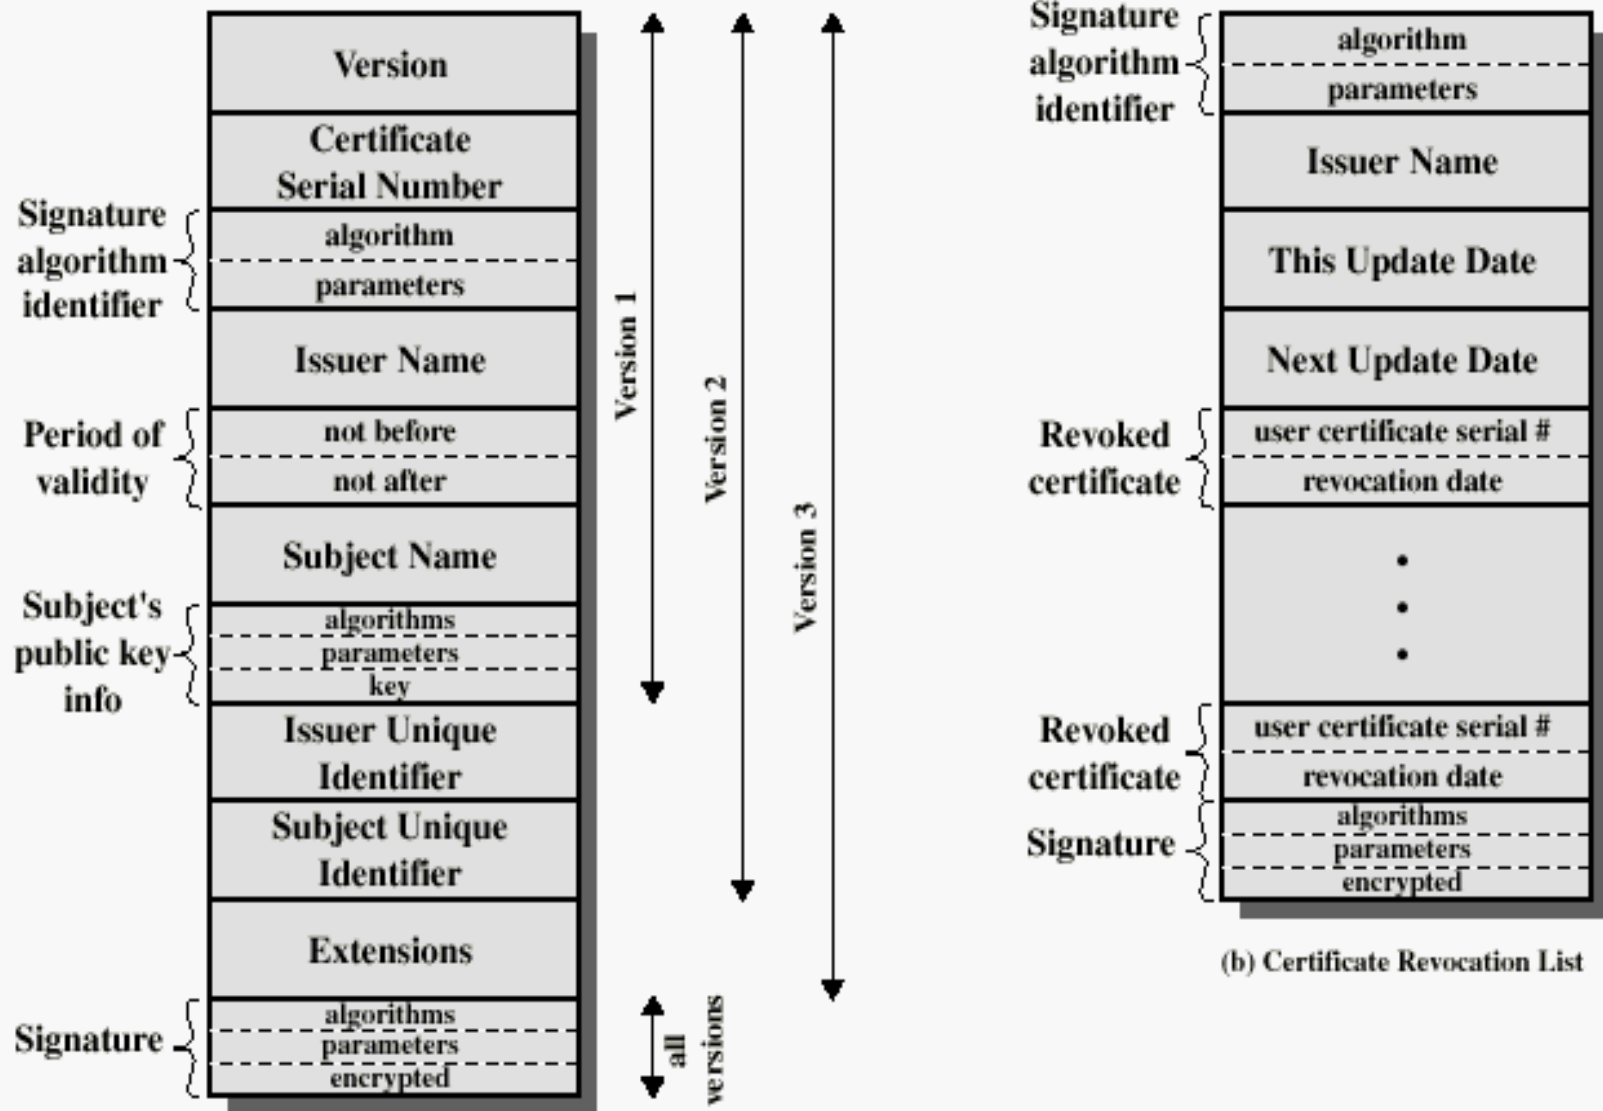 Version
Certificate
Serial Number
Signature
algorithm
identifier
algorithm
parameters
Issuer Name
Period of
validity
not before
not after
Subject Name
Subject's
public key
info
algorithms
parameters
key
Issuer Unique
Identifier
Subject Unique
Identifier
Extensions
Signature
algorithms
parameters
encrypted
Version 1
Version 2
Version 3
all
versions
Signature
algorithm
identifier
algorithm
parameters
Issuer Name
This Update Date
Next Update Date
Revoked
certificate
user certificate serial #
revocation date
Revoked
certificate
user certificate serial #
revocation date
Signature
algorithms
parameters
encrypted
(b) Certificate Revocation List